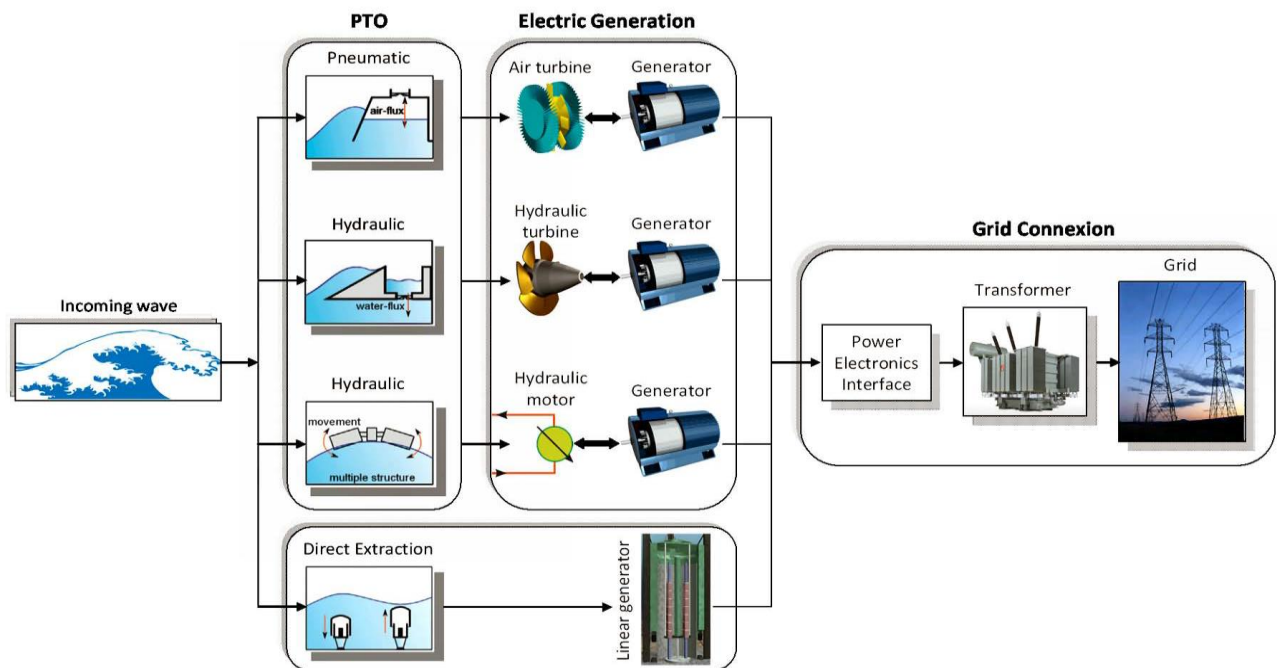 PTO
Electric Generation
Pneumatic
air-flux
Air turbine
Generator
Hydraulic
water-flux
Hydraulic
turbine
Generator
Incoming wave
Hydraulic
movement
multiple structure
Hydraulic
motor
Generator
Direct Extraction
Linear generator
Grid Connexion
Power
Electronics
Interface
Transformer
Grid